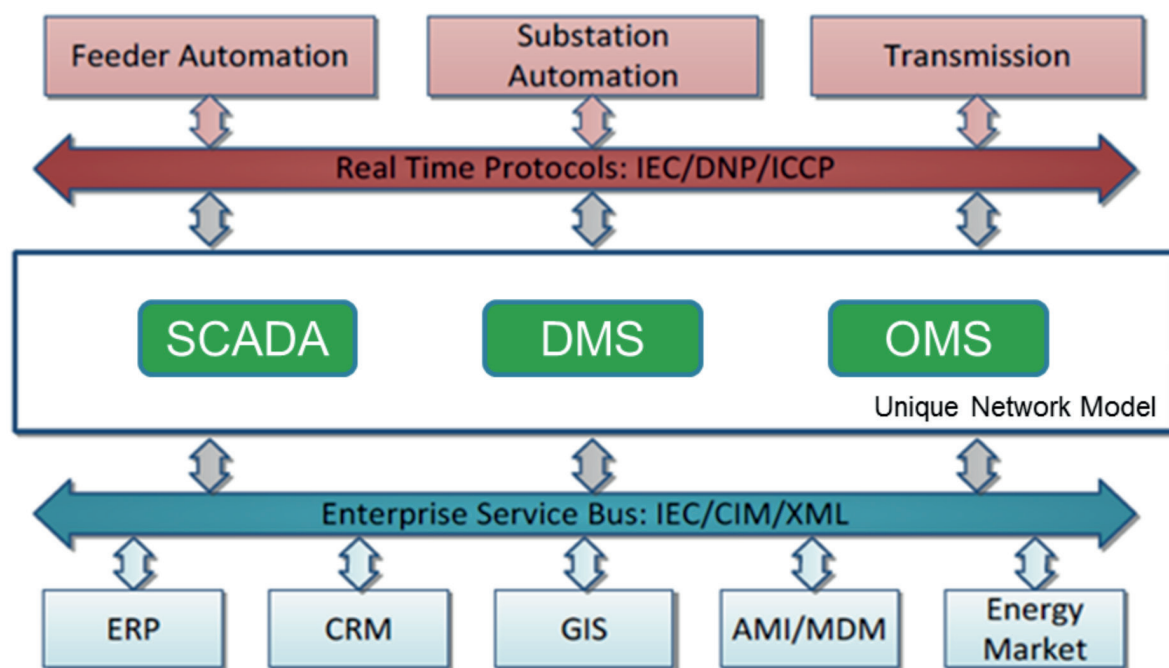 Feeder Automation
Substation
Automation
Transmission
Real Time Protocols: IEC/DNP/ICCP
SCADA
DMS
OMS
Unique Network Model
Enterprise Service Bus: IEC/CIM/XML
ERP
CRM
GIS
AMI/MDM
Energy
Market